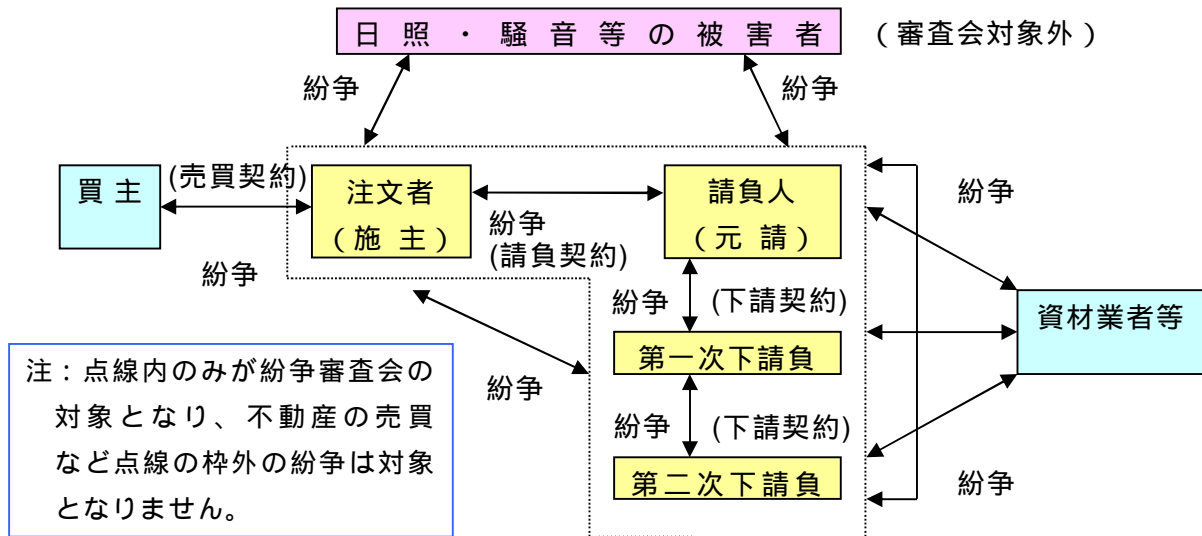 日照・騒音等の被害者 (審査会対象外)
紛争 紛争
買主 (売買契約) 注文者 請負人 紛争
(施主) 紛争 (元請)
(請負契約)
紛争
紛争 (下請契約) 資材業者等
第一次下請負
注:点線内のみが紛争審査会の
対象となり、不動産の売買
など点線の枠外の紛争は対象
となりません。
紛争
紛争 (下請契約)
第二次下請負 紛争